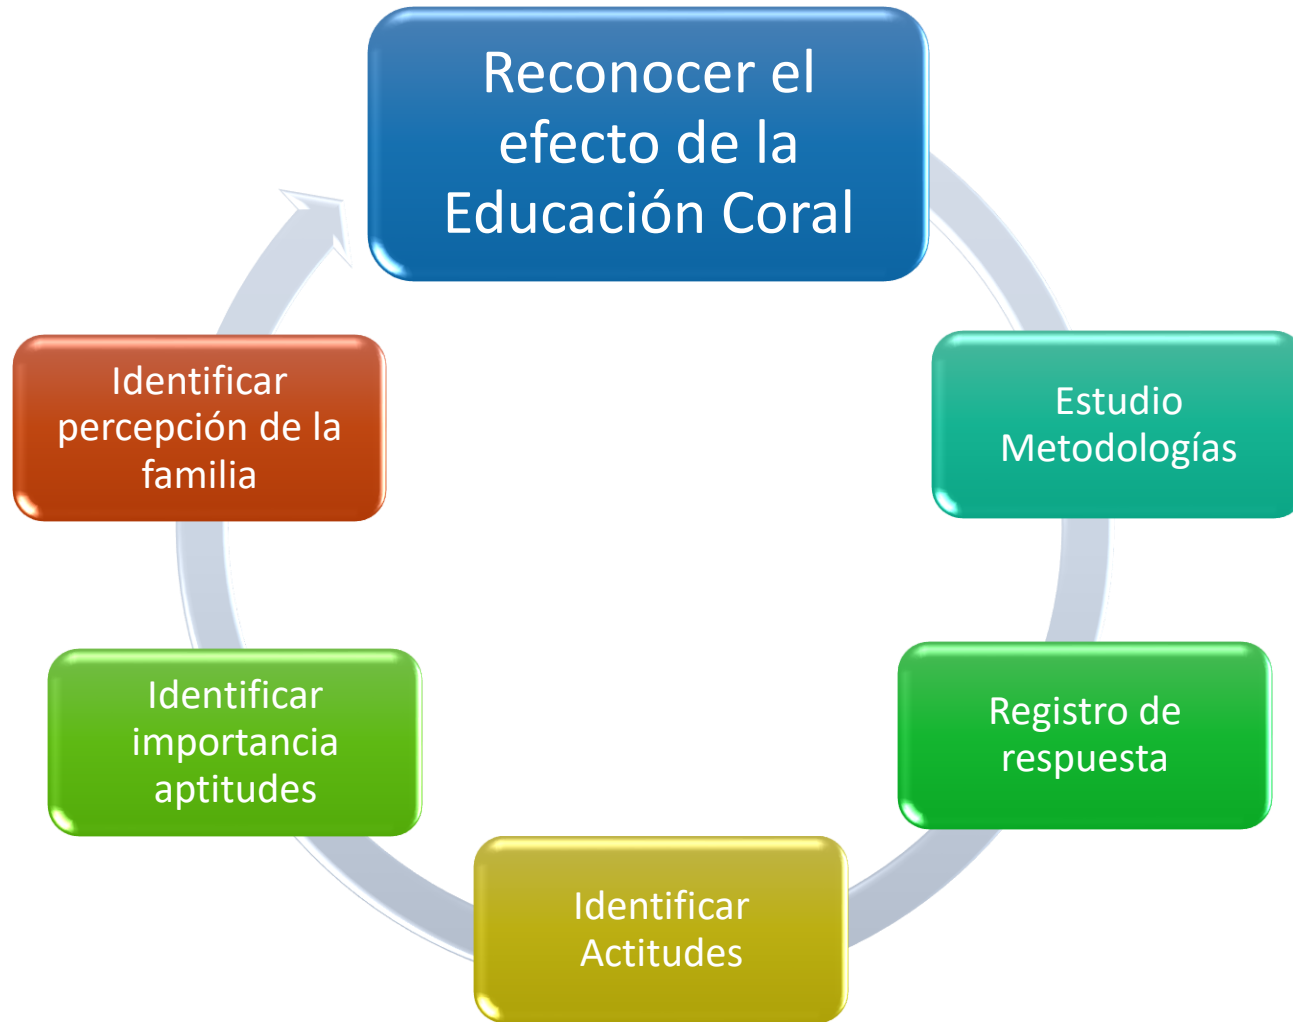 Reconocer el
efecto de la
Educación Coral
Estudio
Metodologías
Registro de
respuesta
Identificar
Actitudes
Identificar
importancia
aptitudes
Identificar
percepción de la
familia